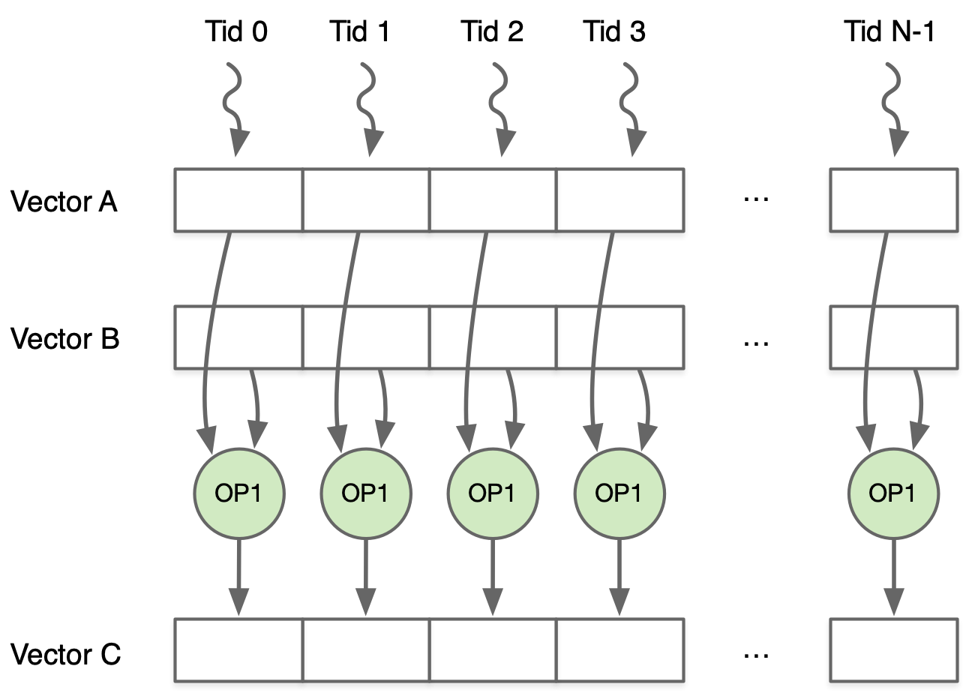 Tid 0 Tid 1 Tid 2 Tid 3 Tid N-1
Vector A ...
Vector B ...
OP1 OP1 OP1 OP1 OP1
Vector C ...